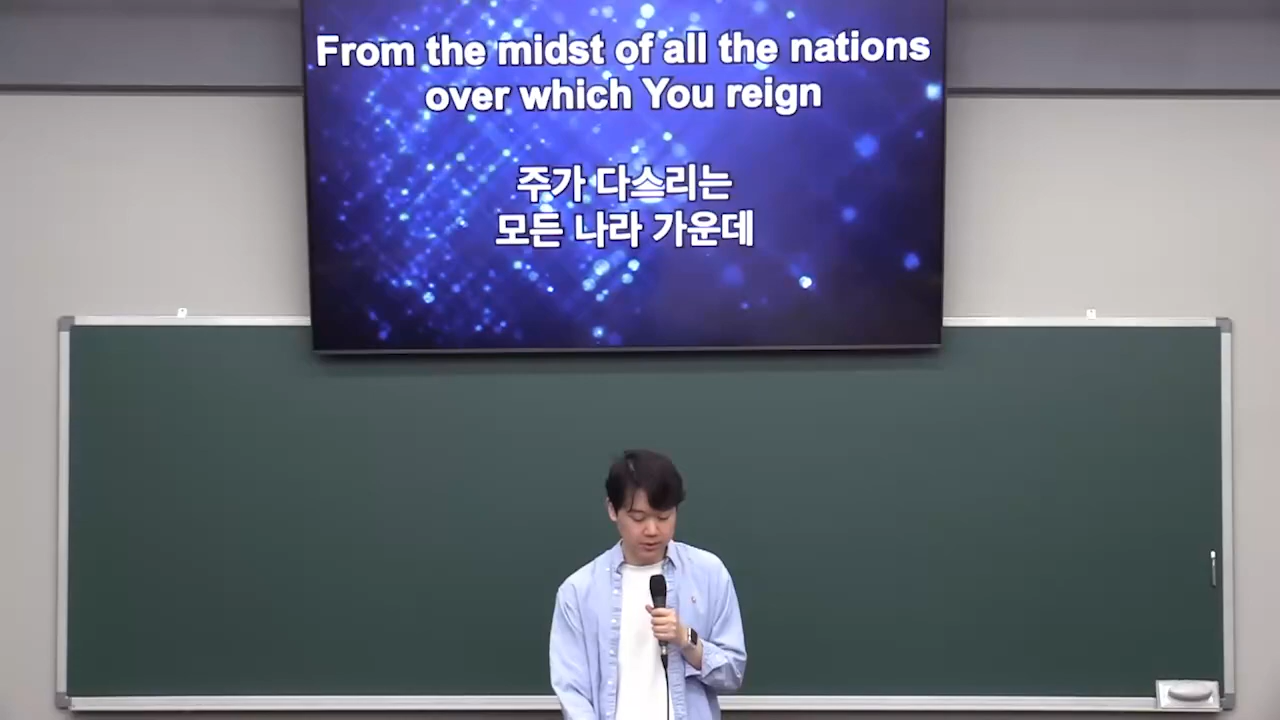 From the midst of all the nations
over which You reign
주가 다스리는
모든 나라 가운데